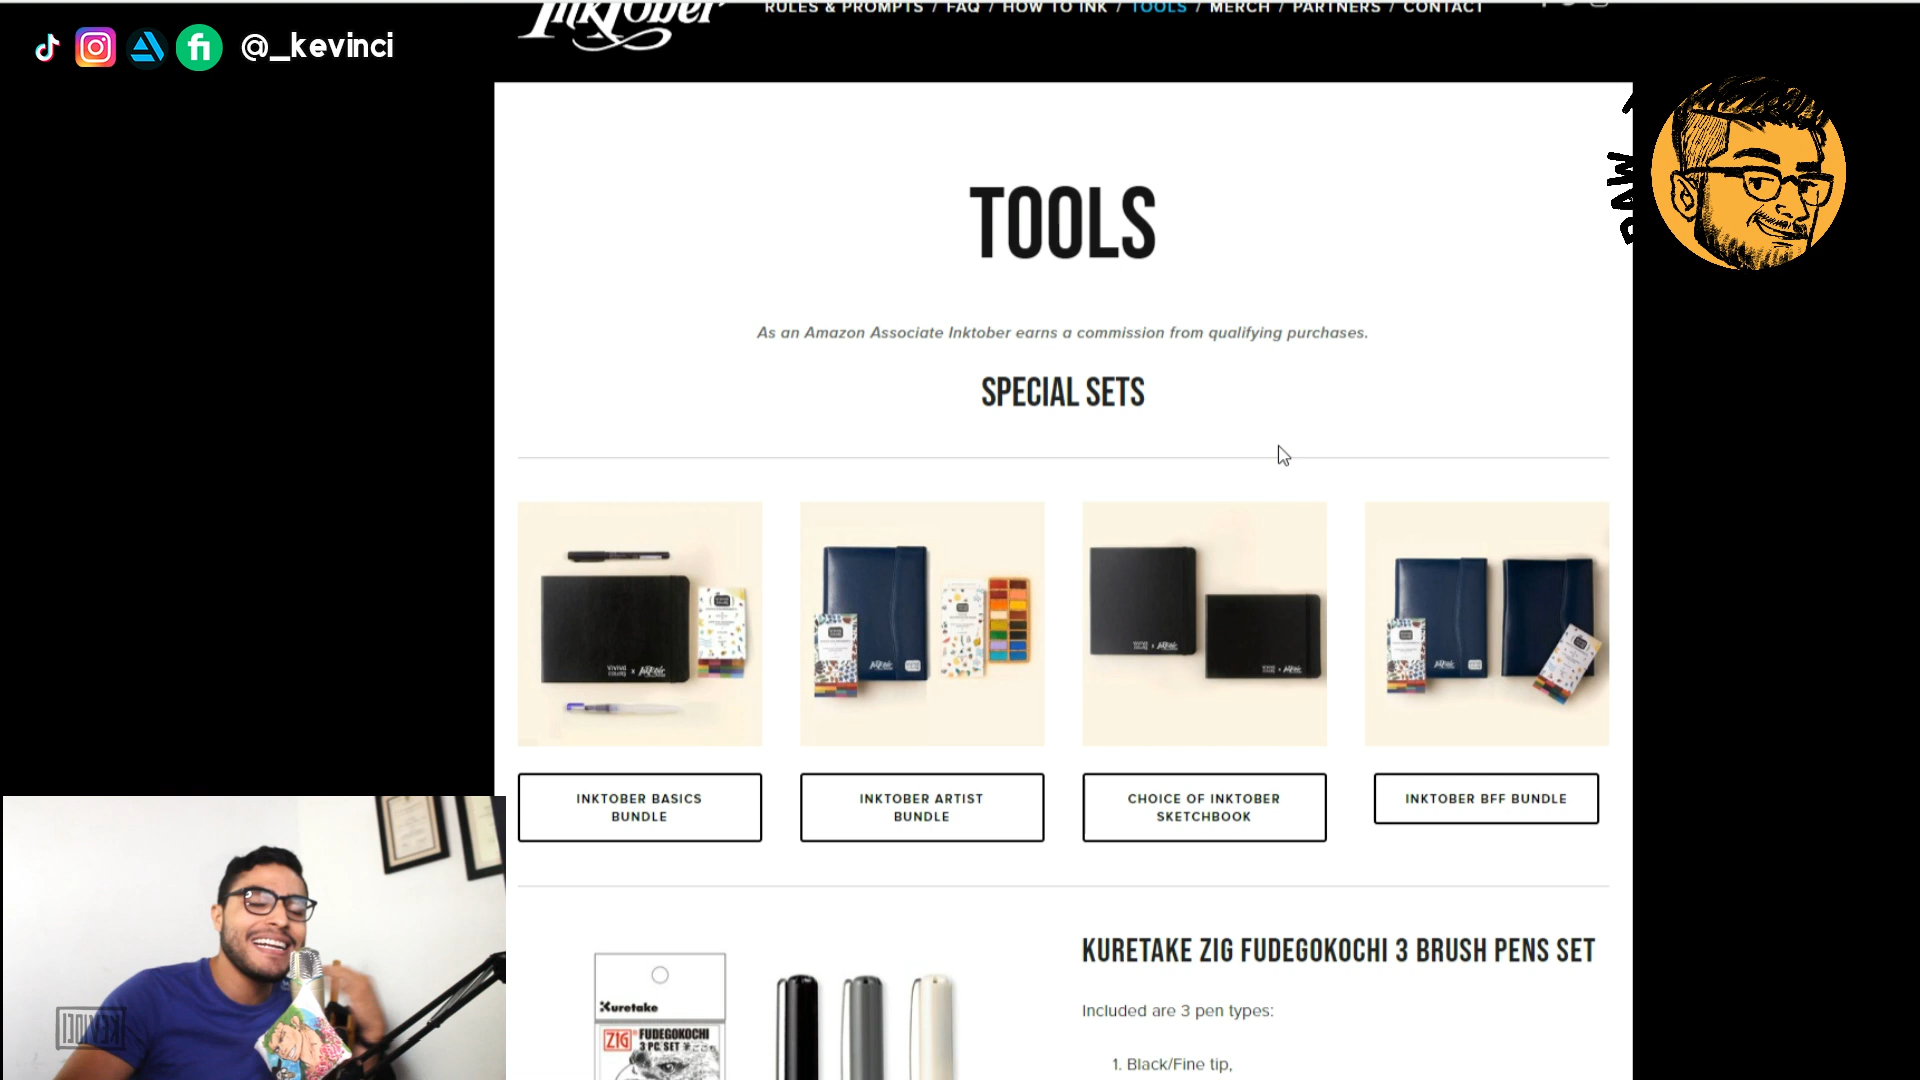 Inktober
RULES & PROMPTS / FAQ / HOW TO INK / TOOLS / MERCH / PARTNERS / CONTACT
@_kevinci
TOOLS
As an Amazon Associate Inktober earns a commission from qualifying purchases.
SPECIAL SETS
INKTOBER BASICS
BUNDLE
INKTOBER ARTIST
BUNDLE
CHOICE OF INKTOBER
SKETCHBOOK
INKTOBER BFF BUNDLE
KURETAKE ZIG FUDEGOKOCHI 3 BRUSH PENS SET
Included are 3 pen types:
1. Black/Fine tip,
Kuretake
ZIG FUDEGOKOCHI
3 PC. SET